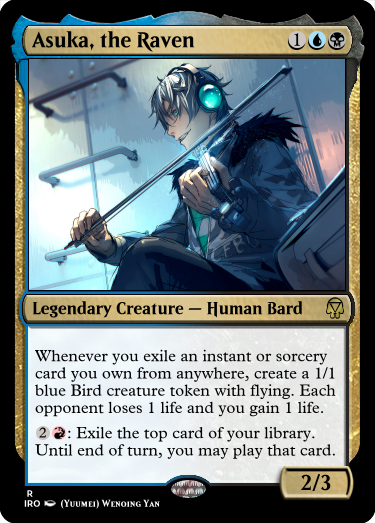 Asuka, the Raven 1
Legendary Creature — Human Bard
Whenever you exile an instant or sorcery
card you own from anywhere, create a 1/1
blue Bird creature token with flying. Each
opponent loses 1 life and you gain 1 life.
2: Exile the top card of your library.
Until end of turn, you may play that card.
2/3
R
IRO (Yuumei) Wenqing Yan